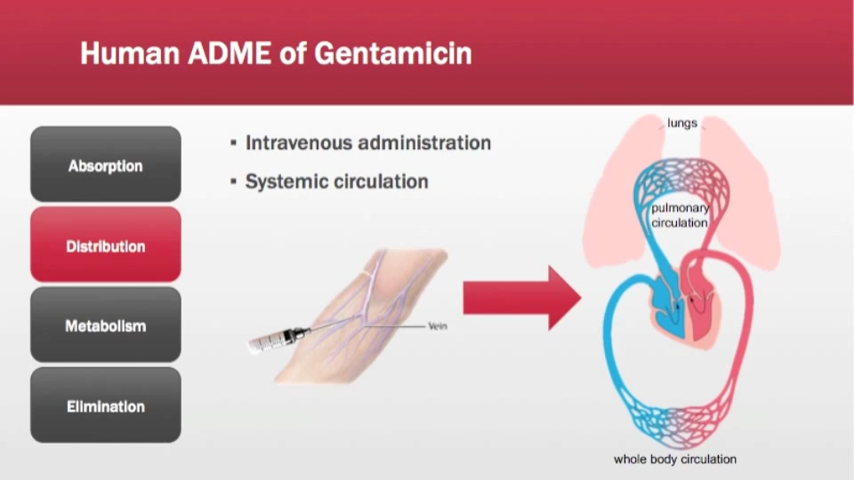 Human ADME of Gentamicin
Absorption
Distribution
Metabolism
Elimination
▪ Intravenous administration
▪ Systemic circulation
Vein
lungs
pulmonary
circulation
whole body circulation